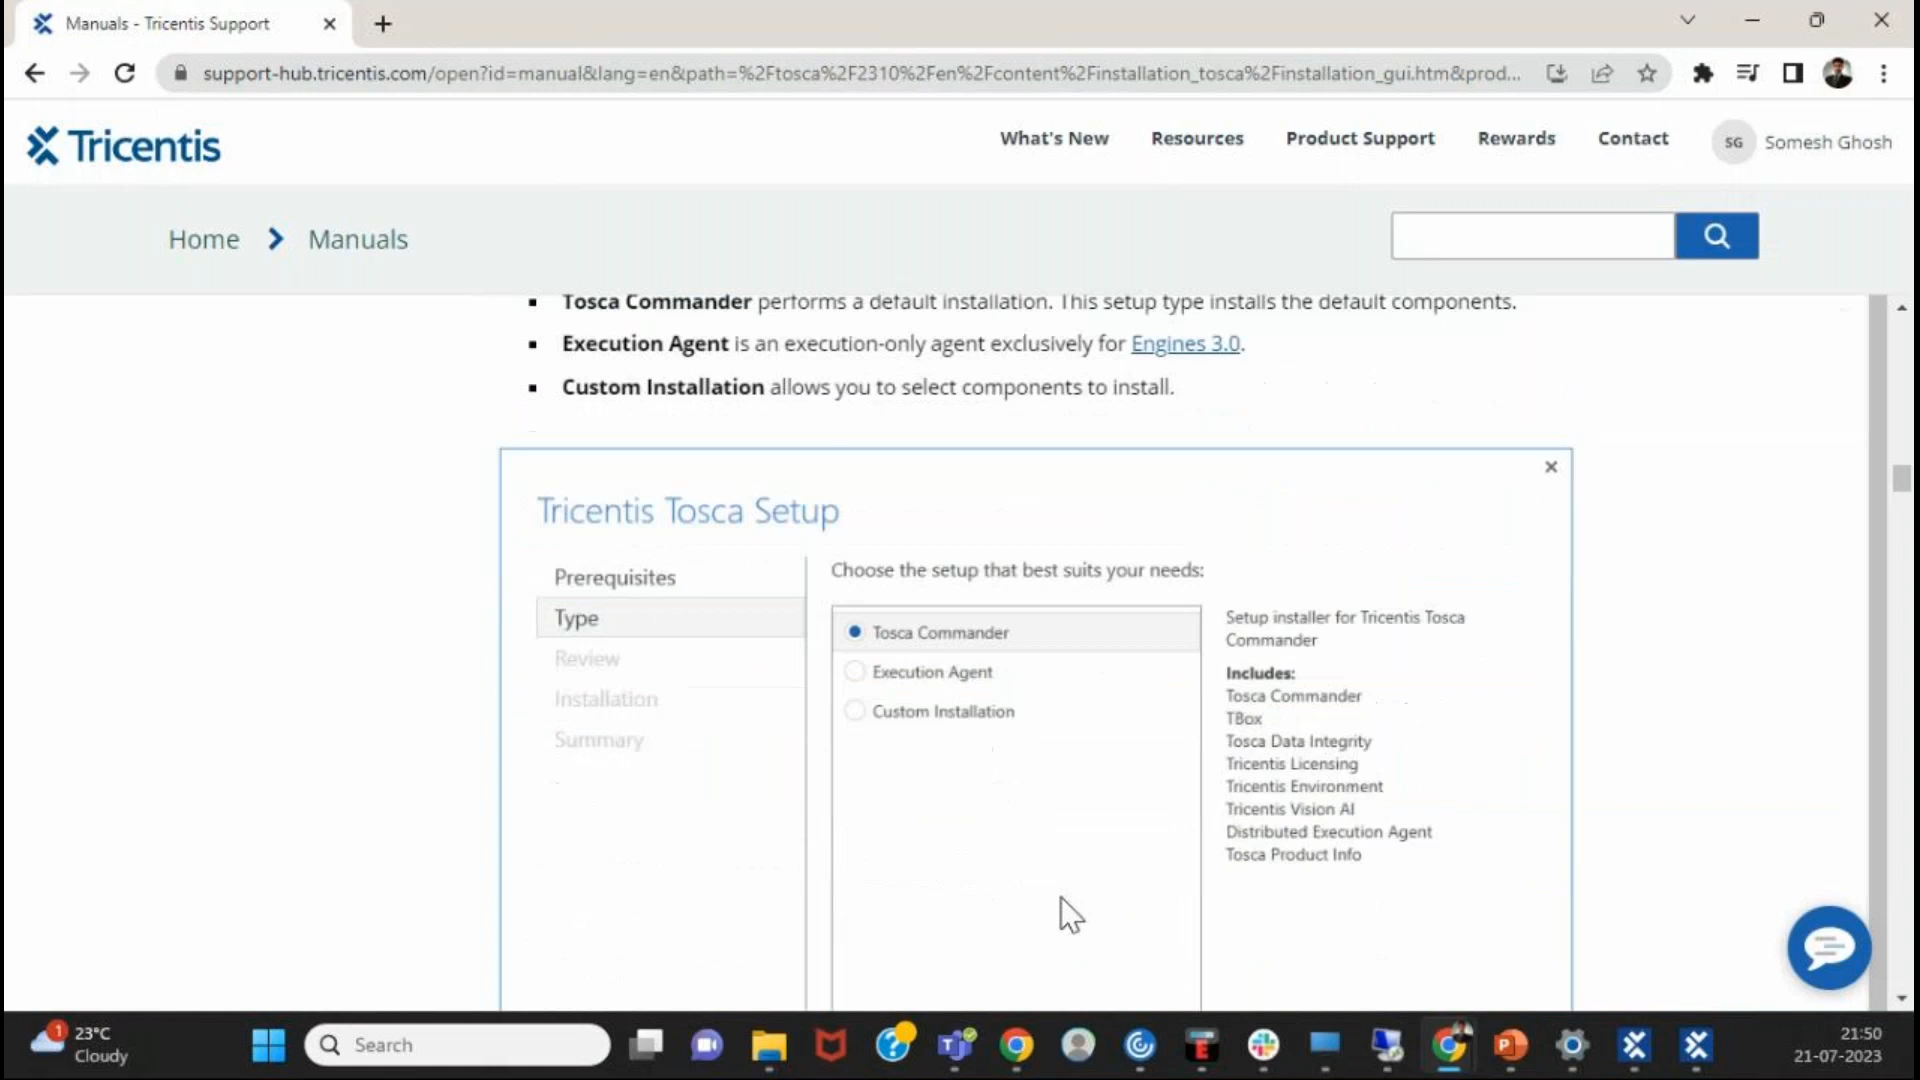 Manuals - Tricentis Support
support-hub.tricentis.com/open?id=manual&lang=en&path=%2Ftosca%2F2310%2Fen%2Fcontent%2Finstallation_tosca%2Finstallation_gui.htm&prod...
Tricentis
What's New
Resources
Product Support
Rewards
Contact
SG
Somesh Ghosh
Home
Manuals
Tosca Commander performs a default installation. This setup type installs the default components.
Execution Agent is an execution-only agent exclusively for Engines 3.0.
Custom Installation allows you to select components to install.
Tricentis Tosca Setup
Prerequisites
Type
Review
Installation
Summary
Choose the setup that best suits your needs:
Tosca Commander
Execution Agent
Custom Installation
Setup installer for Tricentis Tosca
Commander
Includes:
Tosca Commander
TBox
Tosca Data Integrity
Tricentis Licensing
Tricentis Environment
Tricentis Vision AI
Distributed Execution Agent
Tosca Product Info
1
23°C
Cloudy
Search
21:50
21-07-2023